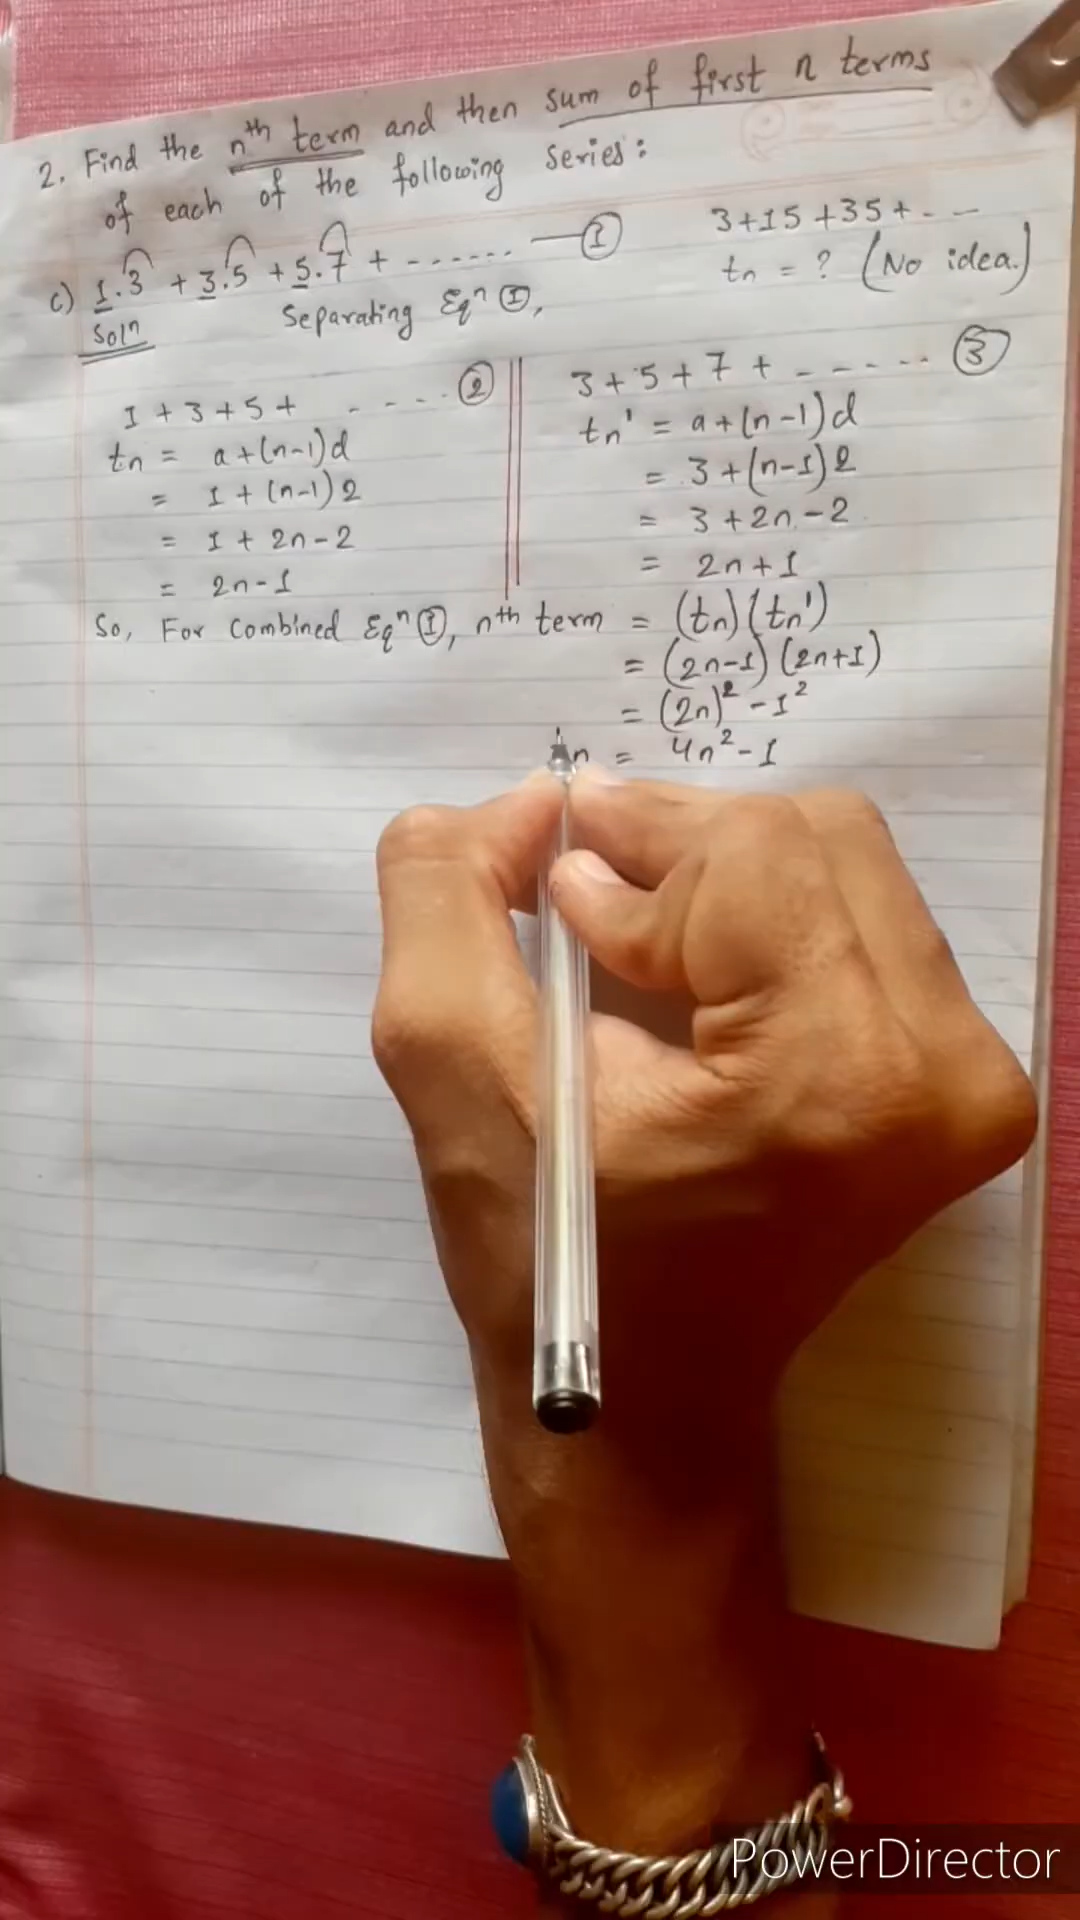 2. Find the nth term and then sum of first n terms
of each of the following series:
c) 1.3 + 3.5 + 5.7 + ...... — ①
3+15+35+---
tn = ? (No idea.)
Soln
Separating Eqn ①,
1 + 3 + 5 + ---- ②
tn = a+(n-1)d
= 1 + (n-1) 2
= 1 + 2n - 2
= 2n - 1
3 + 5 + 7 + ----- ③
tn' = a+(n-1)d
= 3 + (n-1) 2
= 3 + 2n - 2
= 2n + 1
So, For Combined Eqn ①, nth term = (tn) (tn')
= (2n-1) (2n+1)
= (2n)² - 1²
n = 4n² - 1
PowerDirector